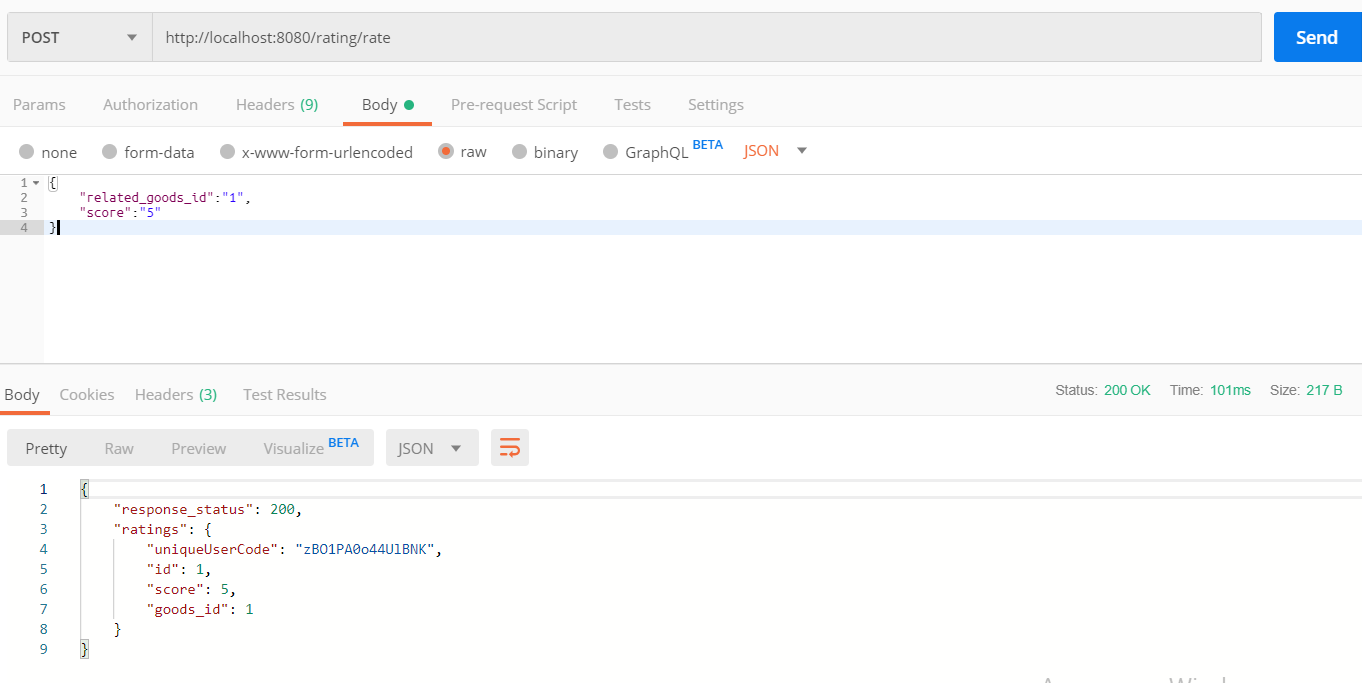 POST http://localhost:8080/rating/rate Send
Params Authorization Headers (9) Body Pre-request Script Tests Settings
none form-data x-www-form-urlencoded raw binary GraphQL BETA JSON
1 {
2 "related_goods_id":"1",
3 "score":"5"
4 }
Body Cookies Headers (3) Test Results Status: 200 OK Time: 101ms Size: 217 B
Pretty Raw Preview Visualize BETA JSON
1 {
2 "response_status": 200,
3 "ratings": {
4 "uniqueUserCode": "zBO1PA0o44UlBNK",
5 "id": 1,
6 "score": 5,
7 "goods_id": 1
8 }
9 }